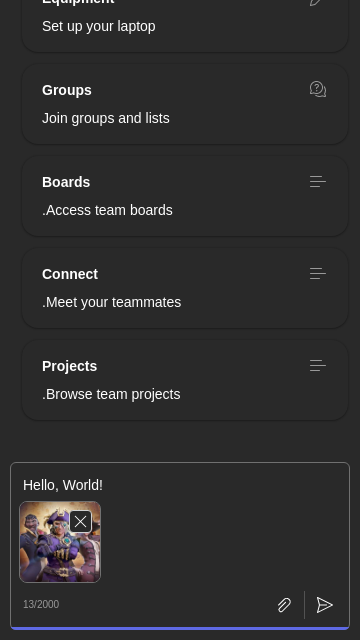 Equipment
Set up your laptop
Groups
Join groups and lists
Boards
.Access team boards
Connect
.Meet your teammates
Projects
.Browse team projects
Hello, World!
13/2000